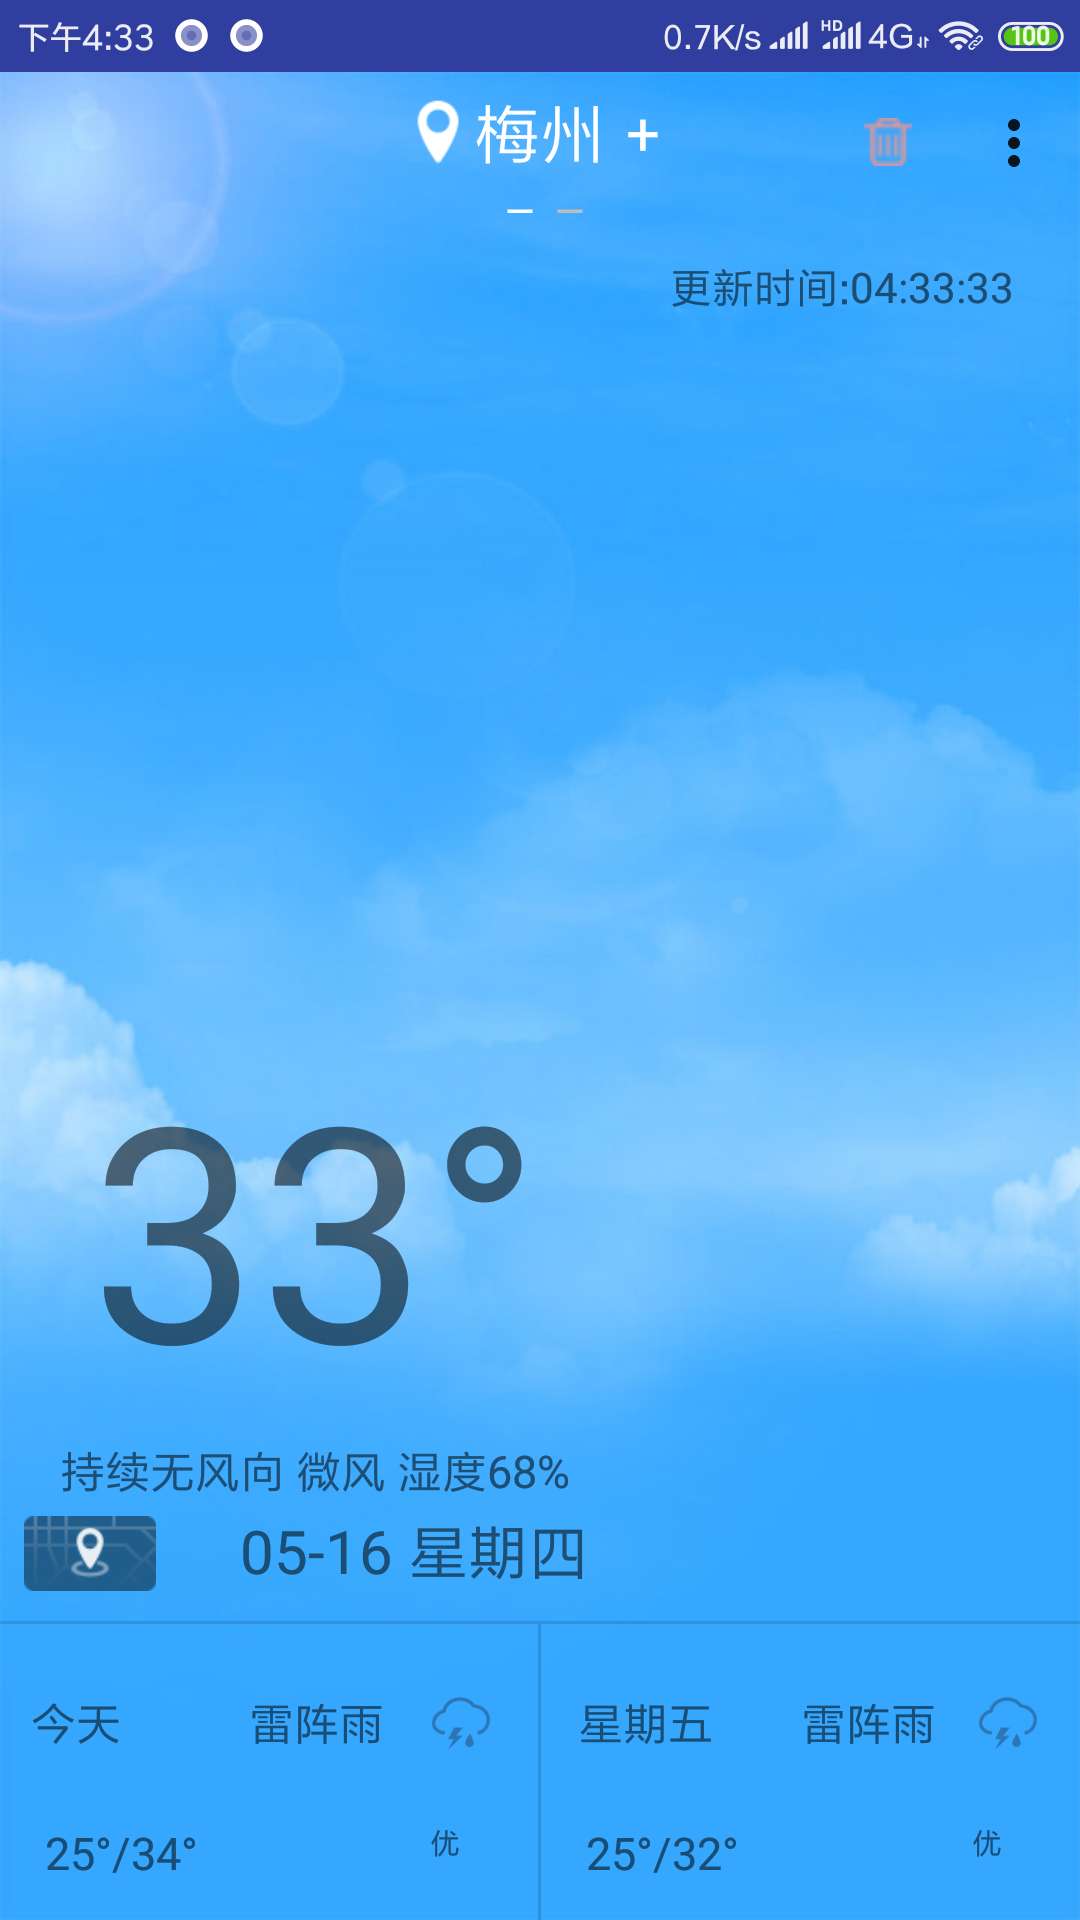 下午4:33 0.7K/s HD 4G 100
梅州 +
更新时间:04:33:33
33°
持续无风向 微风 湿度68%
05-16 星期四
今天 雷阵雨 星期五 雷阵雨
25°/34° 优 25°/32° 优